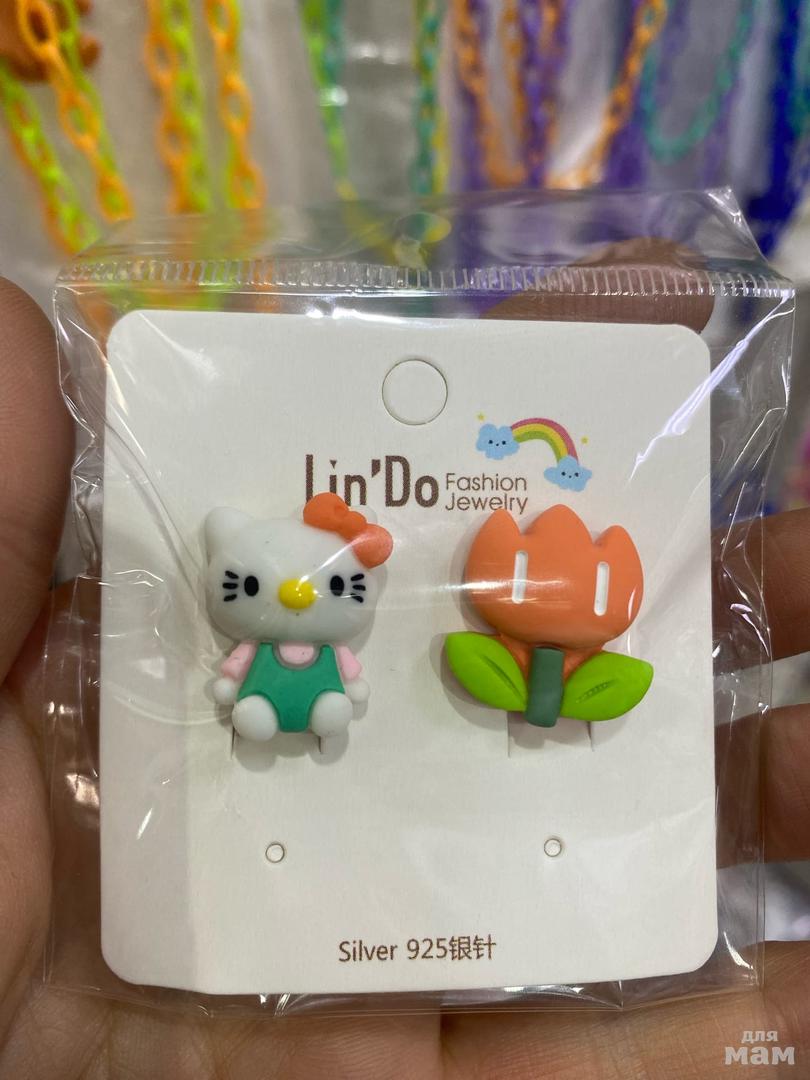 Lin'Do Fashion
Jewelry
Silver 925银针
для
мам